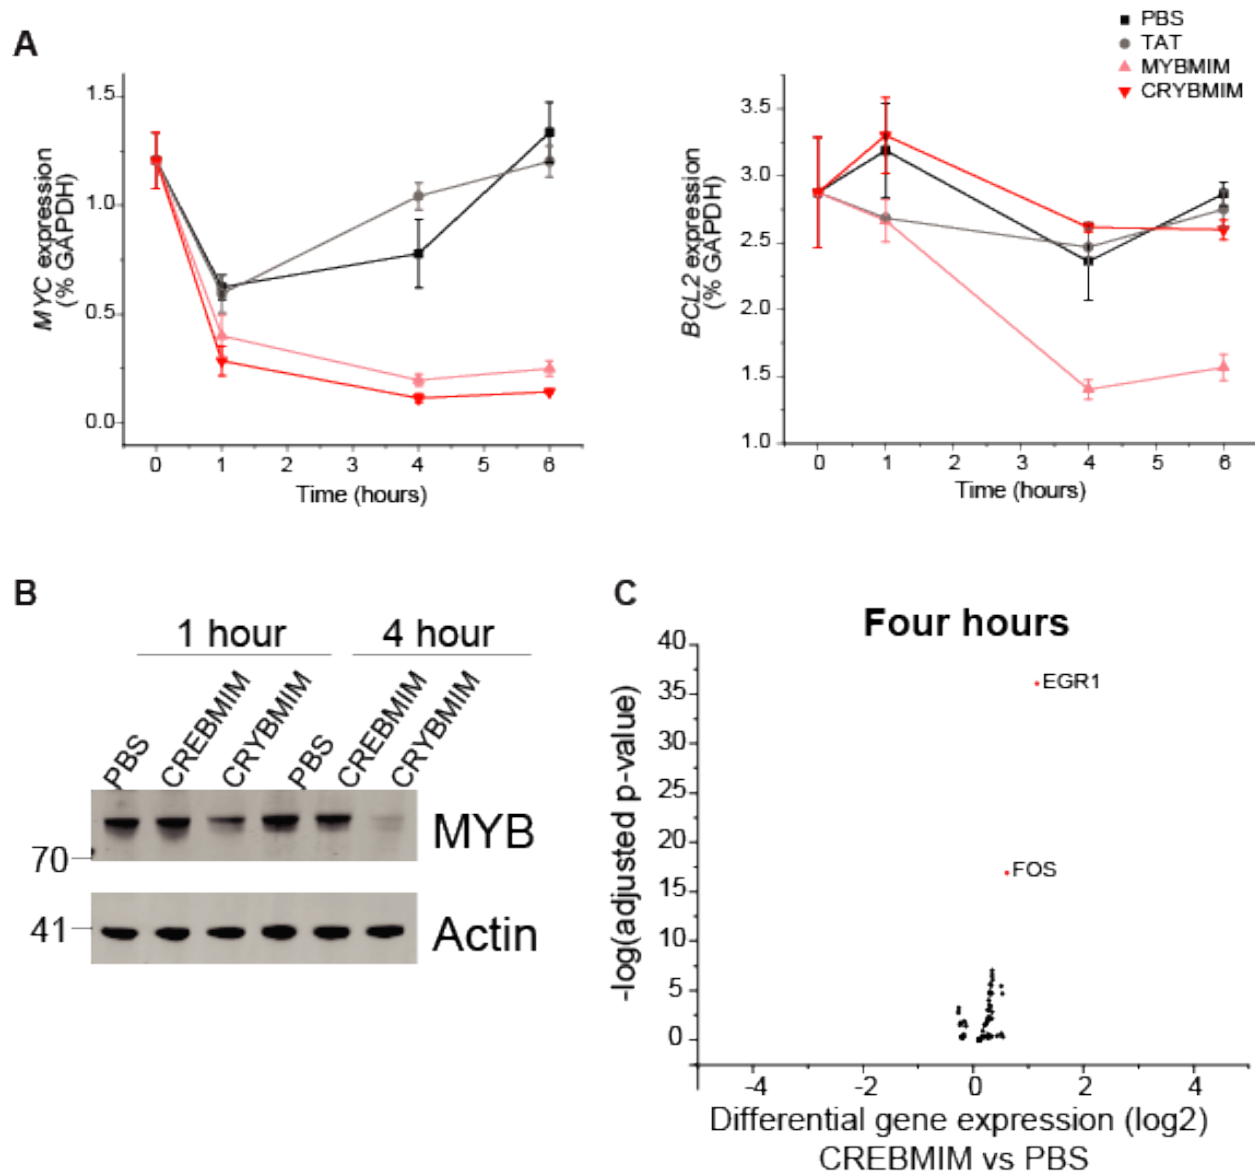 A
PBS
TAT
MYBMIM
CRYBMIM
MYC expression
(% GAPDH)
1.5
1.0
0.5
0.0
0 1 2 3 4 5 6
Time (hours)
BCL2 expression
(% GAPDH)
3.5
3.0
2.5
2.0
1.5
1.0
0 1 2 3 4 5 6
Time (hours)
B
1 hour 4 hour
PBS CREBMIM CRYBMIM PBS CREBMIM CRYBMIM
MYB
70
41
Actin
C
Four hours
-log(adjusted p-value)
40
35
30
25
20
15
10
5
0
EGR1
FOS
-4 -2 0 2 4
Differential gene expression (log2)
CREBMIM vs PBS